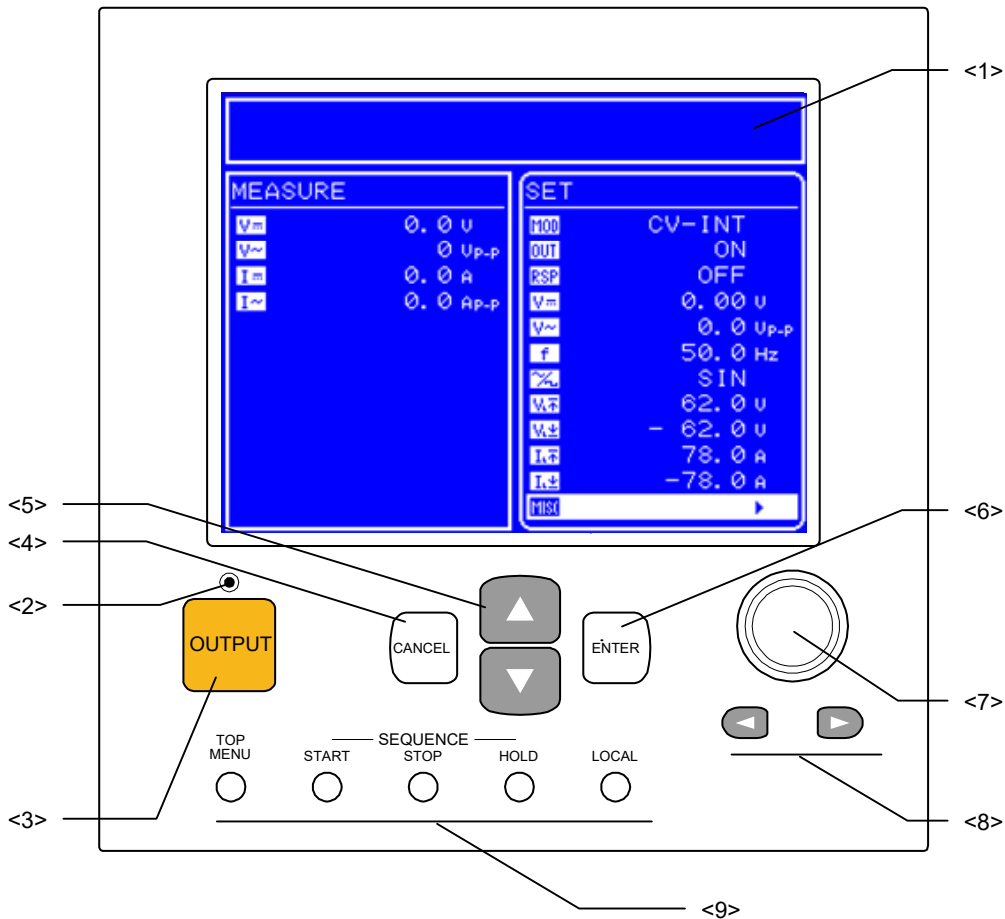 <1>
MEASURE
V⎓ 0.0 V
V~ 0 Vp-p
I⎓ 0.0 A
I~ 0.0 Ap-p
SET
MOD CV-INT
OUT ON
RSP OFF
V⎓ 0.00 V
V~ 0.0 Vp-p
f 50.0 Hz
SIN
V 62.0 V
V - 62.0 V
I 78.0 A
I -78.0 A
MISC
<5>
<4>
<2>
<6>
OUTPUT
CANCEL
ENTER
<7>
TOP
MENU
SEQUENCE
START
STOP
HOLD
LOCAL
<3>
<8>
<9>